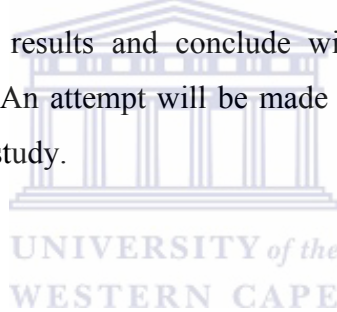 results and conclude wi
An attempt will be made
study.
UNIVERSITY of the
WESTERN CAPE